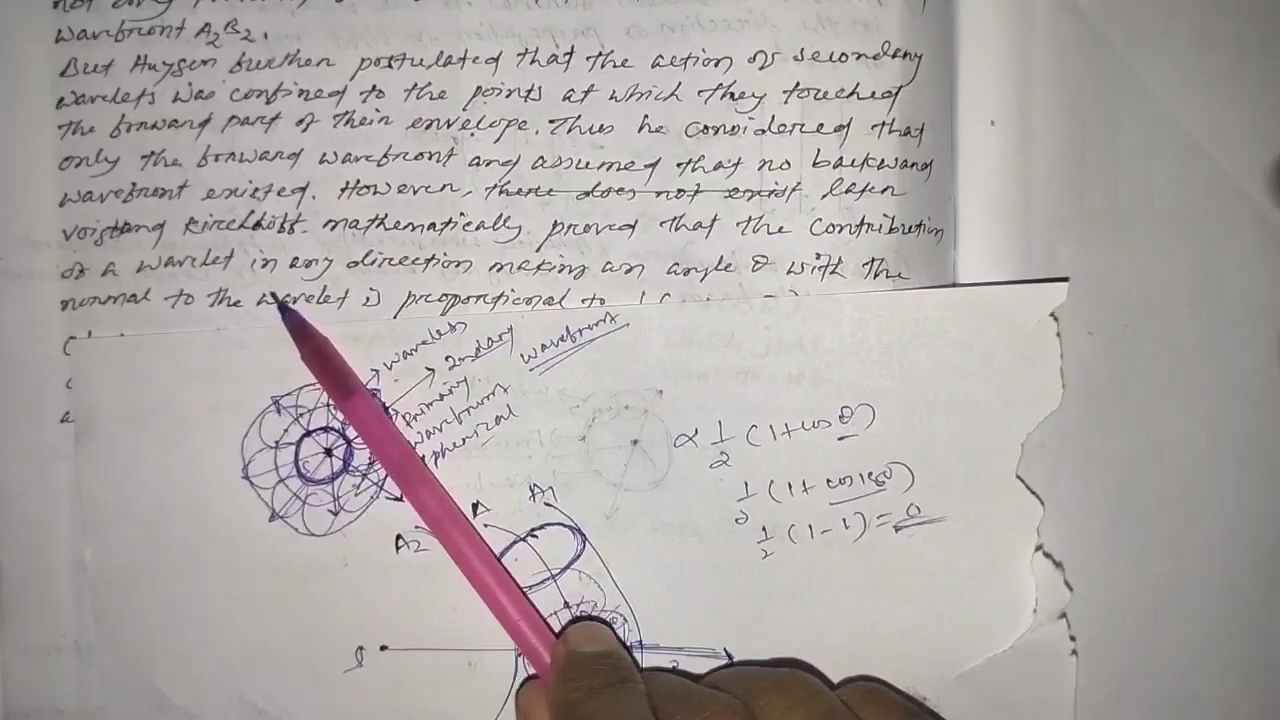 wavefront A2B2.
But Huygen further postulated that the action of secondary
wavelets was confined to the points at which they touched
the forward part of their envelope. Thus he considered that
only the forward wavefront and assumed that no backward
wavefront existed. However, there does not exist. later
and Kirchhoff mathematically proved that the contribution
of a wavelet in any direction making an angle θ with the
normal to the wavelet is proportional to
wavelets
2ndary wavefront
primary
wavefront
spherical
∝ 1/2 (1+cos θ)
1/2 (1+ cos180)
1/2 (1-1) = 0
A1
A
A2
S